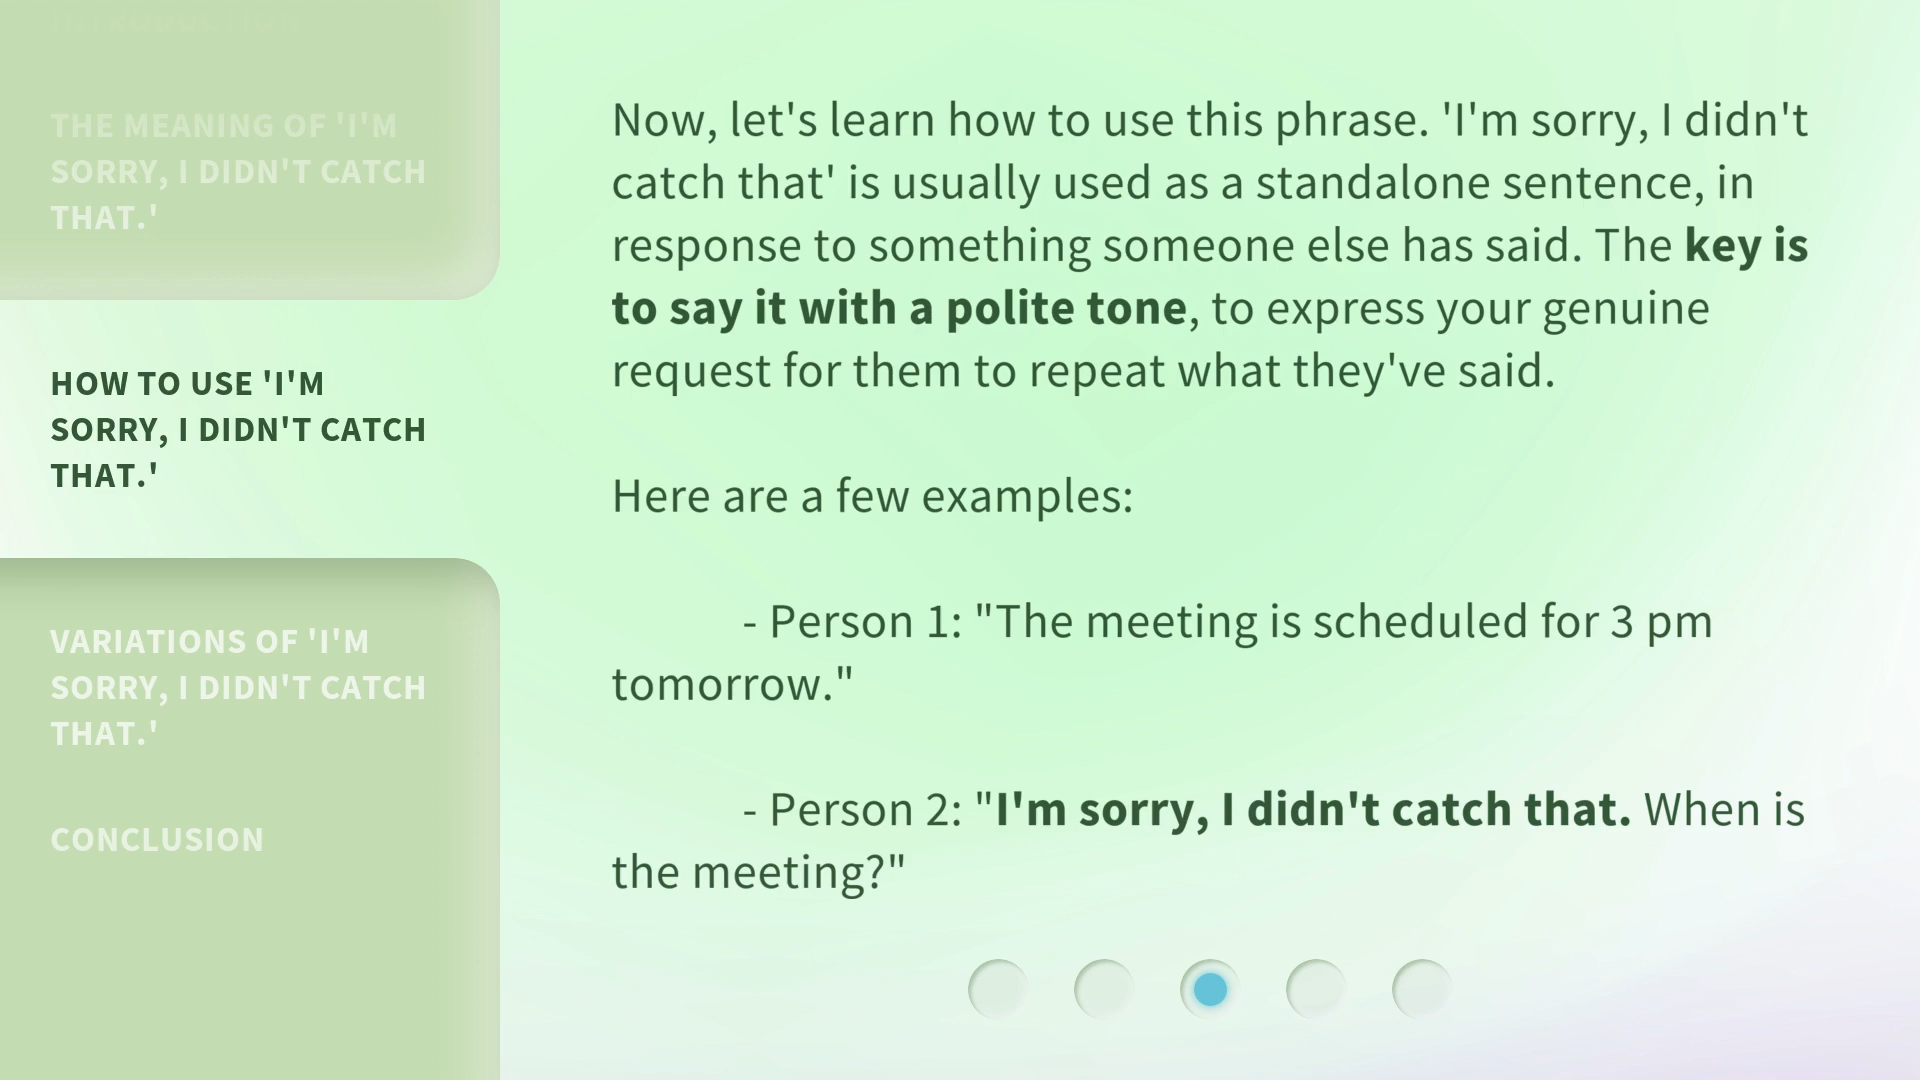 INTRODUCTION
THE MEANING OF 'I'M
SORRY, I DIDN'T CATCH
THAT.'
HOW TO USE 'I'M
SORRY, I DIDN'T CATCH
THAT.'
VARIATIONS OF 'I'M
SORRY, I DIDN'T CATCH
THAT.'
CONCLUSION
Now, let's learn how to use this phrase. 'I'm sorry, I didn't
catch that' is usually used as a standalone sentence, in
response to something someone else has said. The key is
to say it with a polite tone, to express your genuine
request for them to repeat what they've said.
Here are a few examples:
- Person 1: "The meeting is scheduled for 3 pm
tomorrow."
- Person 2: "I'm sorry, I didn't catch that. When is
the meeting?"